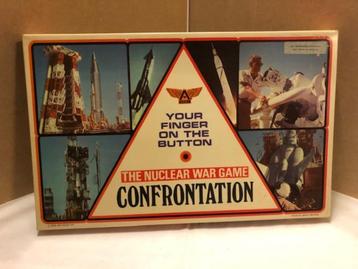 YOUR
FINGER
ON THE
BUTTON
THE NUCLEAR WAR GAME
CONFRONTATION